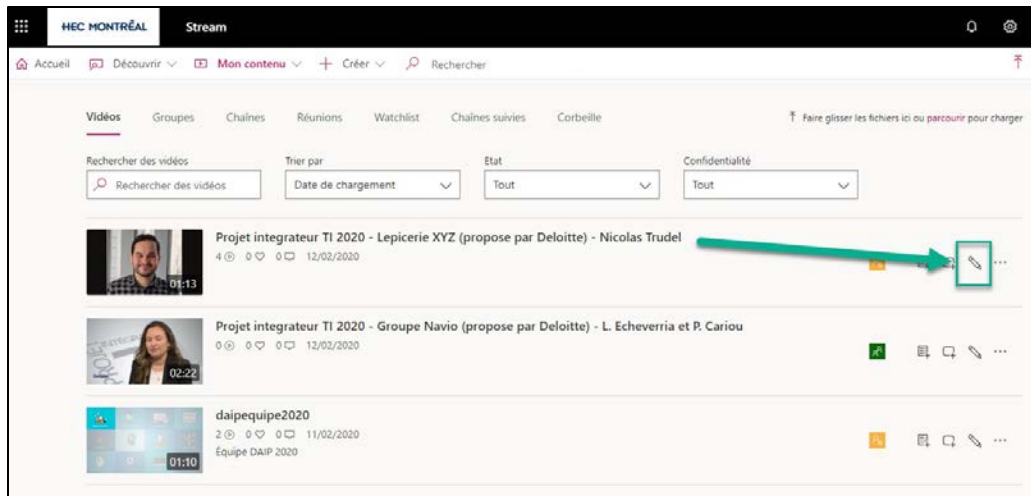 HEC MONTRÉAL Stream
Accueil Découvrir Mon contenu Créer Rechercher
Vidéos Groupes Chaînes Réunions Watchlist Chaînes suivies Corbeille Faire glisser les fichiers ici ou parcourir pour charger
Rechercher des vidéos Trier par État Confidentialité
Rechercher des vidéos Date de chargement Tout Tout
Projet integrateur TI 2020 - Lepicerie XYZ (propose par Deloitte) - Nicolas Trudel
4 0 0 12/02/2020
01:13
Projet integrateur TI 2020 - Groupe Navio (propose par Deloitte) - L. Echeverria et P. Cariou
0 0 0 12/02/2020
02:22
daipequipe2020
2 0 0 11/02/2020
Équipe DAIP 2020
01:10